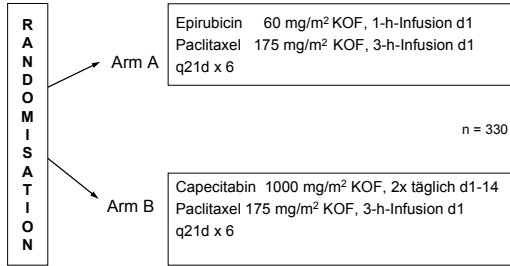 RANDOMISATION
Arm A
Epirubicin 60 mg/m² KOF, 1-h-Infusion d1
Paclitaxel 175 mg/m² KOF, 3-h-Infusion d1
q21d x 6
n = 330
Arm B
Capecitabin 1000 mg/m² KOF, 2x täglich d1-14
Paclitaxel 175 mg/m² KOF, 3-h-Infusion d1
q21d x 6